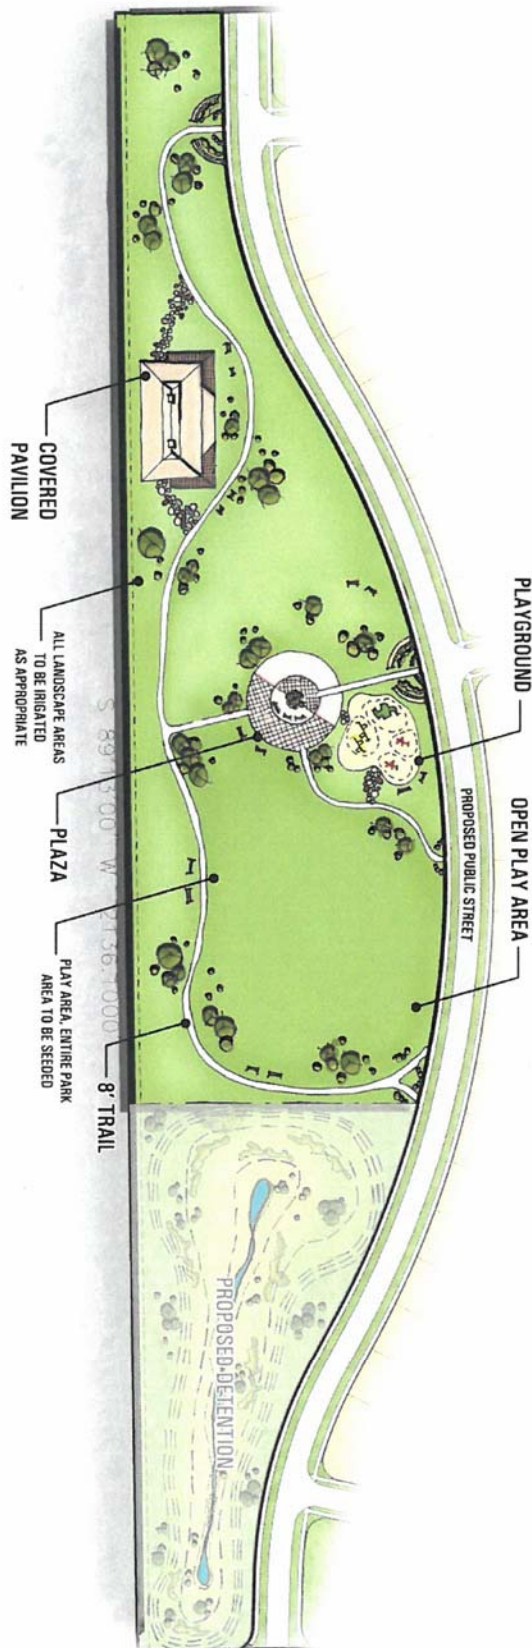 PLAYGROUND
OPEN PLAY AREA
PROPOSED PUBLIC STREET
COVERED
PAVILION
ALL LANDSCAPE AREAS
TO BE IRRIGATED
AS APPROPRIATE
PLAZA
PLAY AREA, ENTIRE PARK
AREA TO BE SEEDED
8' TRAIL
PROPOSED DETENTION